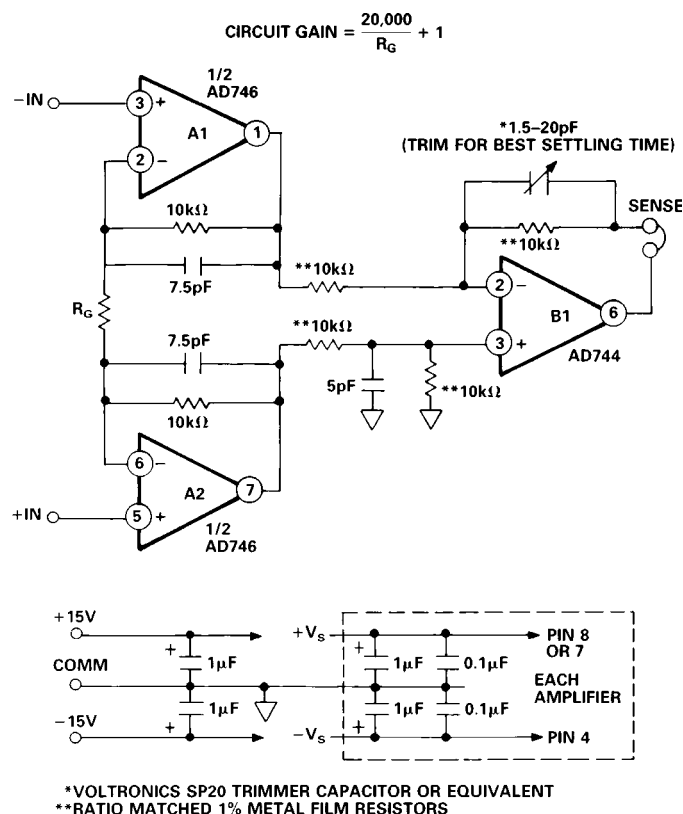 CIRCUIT GAIN = 20,000 / RG + 1
1/2
AD746
−IN
3
+
A1
1
2
−
*1.5–20pF
(TRIM FOR BEST SETTLING TIME)
SENSE
10kΩ
**10kΩ
7.5pF
**10kΩ
2
−
B1
6
RG
**10kΩ
3
+
AD744
7.5pF
5pF
**10kΩ
10kΩ
6
−
A2
7
+IN
5
+
1/2
AD746
+15V
+VS
PIN 8
OR 7
+
1µF
+
1µF
0.1µF
COMM
EACH
AMPLIFIER
1µF
+
1µF
+
0.1µF
−15V
−VS
PIN 4
*VOLTRONICS SP20 TRIMMER CAPACITOR OR EQUIVALENT
**RATIO MATCHED 1% METAL FILM RESISTORS